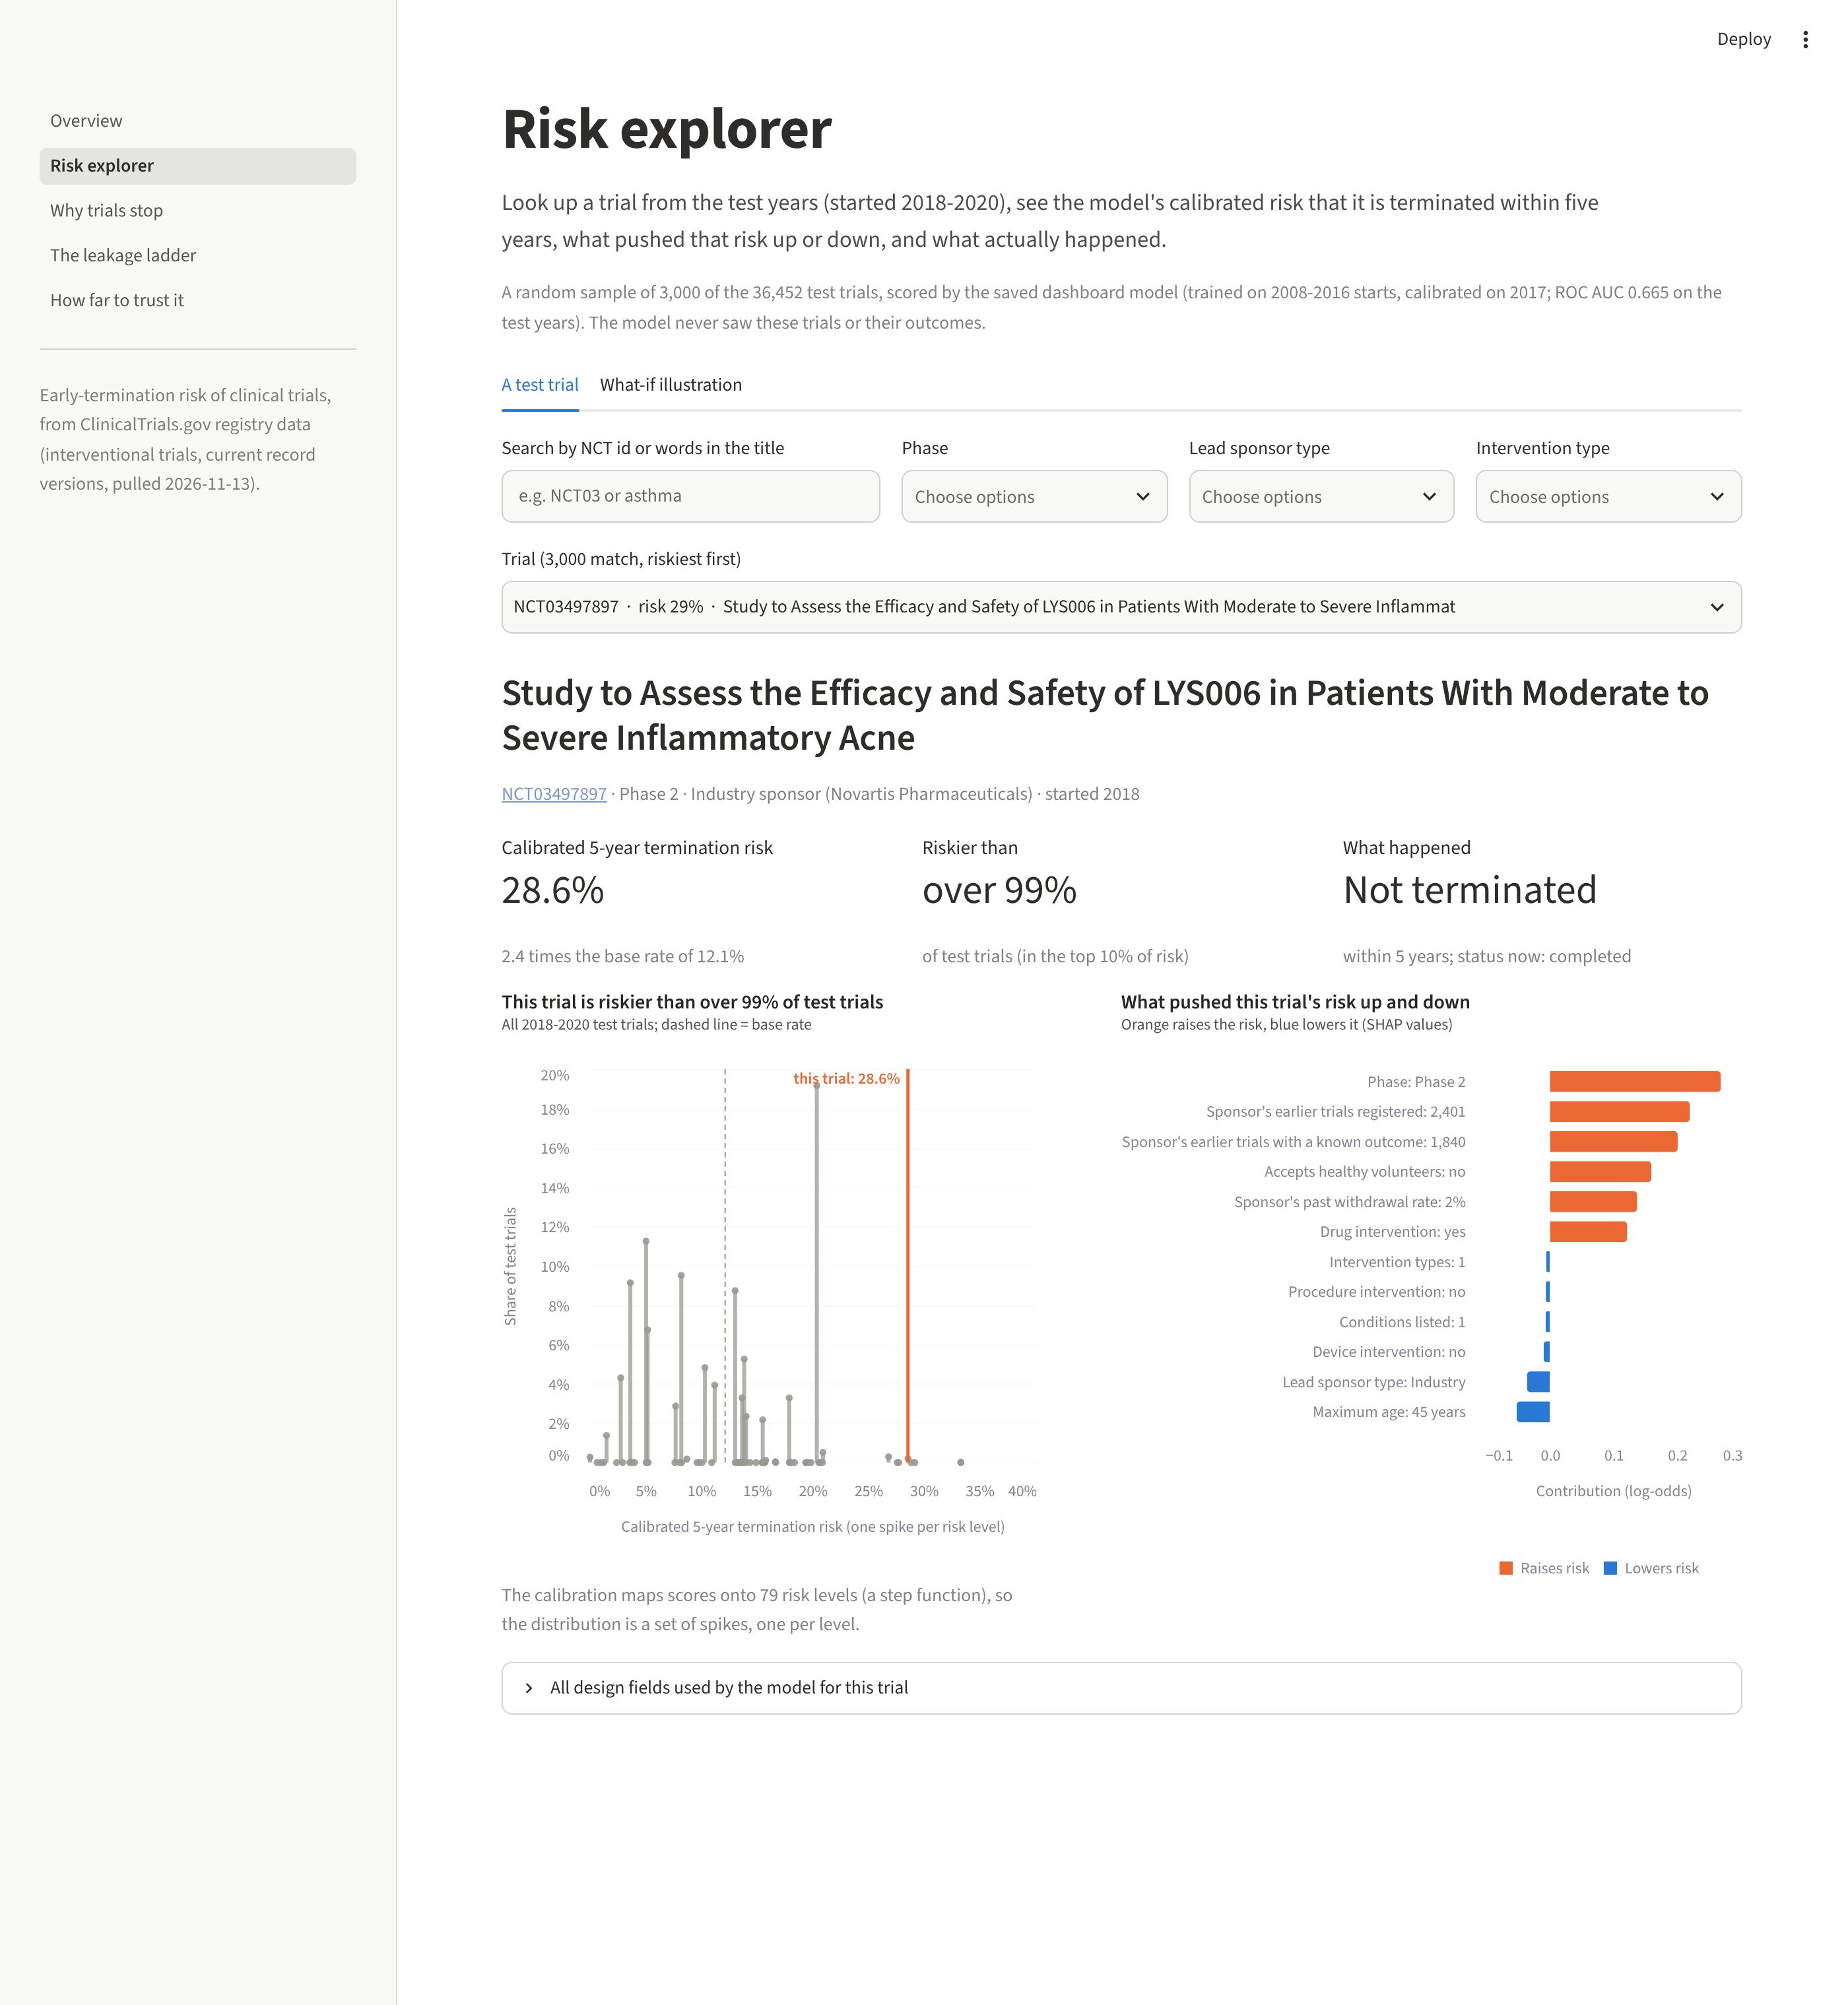 Deploy
Overview
Risk explorer
Why trials stop
The leakage ladder
How far to trust it
Early-termination risk of clinical trials,
from ClinicalTrials.gov registry data
(interventional trials, current record
versions, pulled 2026-11-13).
Risk explorer
Look up a trial from the test years (started 2018-2020), see the model's calibrated risk that it is terminated within five
years, what pushed that risk up or down, and what actually happened.
A random sample of 3,000 of the 36,452 test trials, scored by the saved dashboard model (trained on 2008-2016 starts, calibrated on 2017; ROC AUC 0.665 on the
test years). The model never saw these trials or their outcomes.
A test trial What-if illustration
Search by NCT id or words in the title Phase Lead sponsor type Intervention type
e.g. NCT03 or asthma Choose options Choose options Choose options
Trial (3,000 match, riskiest first)
NCT03497897 · risk 29% · Study to Assess the Efficacy and Safety of LYS006 in Patients With Moderate to Severe Inflammat
Study to Assess the Efficacy and Safety of LYS006 in Patients With Moderate to
Severe Inflammatory Acne
NCT03497897 · Phase 2 · Industry sponsor (Novartis Pharmaceuticals) · started 2018
Calibrated 5-year termination risk Riskier than What happened
28.6% over 99% Not terminated
2.4 times the base rate of 12.1% of test trials (in the top 10% of risk) within 5 years; status now: completed
This trial is riskier than over 99% of test trials
All 2018-2020 test trials; dashed line = base rate
this trial: 28.6%
20%
18%
16%
14%
12%
10%
8%
6%
4%
2%
0%
Share of test trials
0% 5% 10% 15% 20% 25% 30% 35% 40%
Calibrated 5-year termination risk (one spike per risk level)
The calibration maps scores onto 79 risk levels (a step function), so
the distribution is a set of spikes, one per level.
What pushed this trial's risk up and down
Orange raises the risk, blue lowers it (SHAP values)
Phase: Phase 2
Sponsor's earlier trials registered: 2,401
Sponsor's earlier trials with a known outcome: 1,840
Accepts healthy volunteers: no
Sponsor's past withdrawal rate: 2%
Drug intervention: yes
Intervention types: 1
Procedure intervention: no
Conditions listed: 1
Device intervention: no
Lead sponsor type: Industry
Maximum age: 45 years
−0.1 0.0 0.1 0.2 0.3
Contribution (log-odds)
Raises risk Lowers risk
All design fields used by the model for this trial